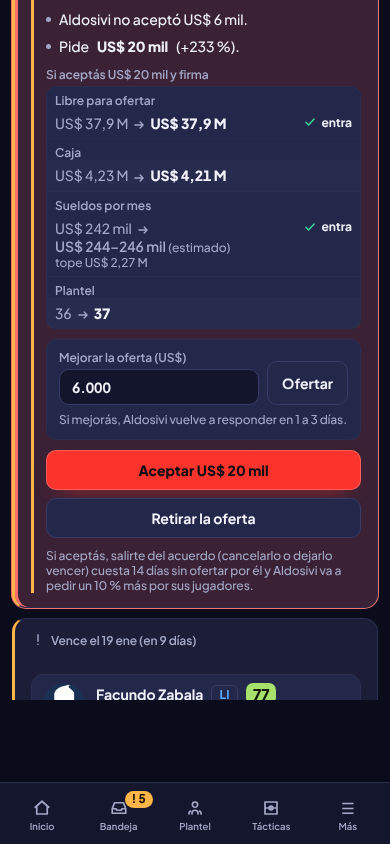 Aldosivi no aceptó US$ 6 mil.
Pide US$ 20 mil (+233 %).
Si aceptás US$ 20 mil y firma
Libre para ofertar
US$ 37,9 M → US$ 37,9 M ✓ entra
Caja
US$ 4,23 M → US$ 4,21 M
Sueldos por mes
US$ 242 mil → ✓ entra
US$ 244–246 mil (estimado)
tope US$ 2,27 M
Plantel
36 → 37
Mejorar la oferta (US$)
6.000 Ofertar
Si mejorás, Aldosivi vuelve a responder en 1 a 3 días.
Aceptar US$ 20 mil
Retirar la oferta
Si aceptás, salirte del acuerdo (cancelarlo o dejarlo
vencer) cuesta 14 días sin ofertar por él y Aldosivi va a
pedir un 10 % más por sus jugadores.
! Vence el 19 ene (en 9 días)
Facundo Zabala LI 77
! 5
Inicio Bandeja Plantel Tácticas Más